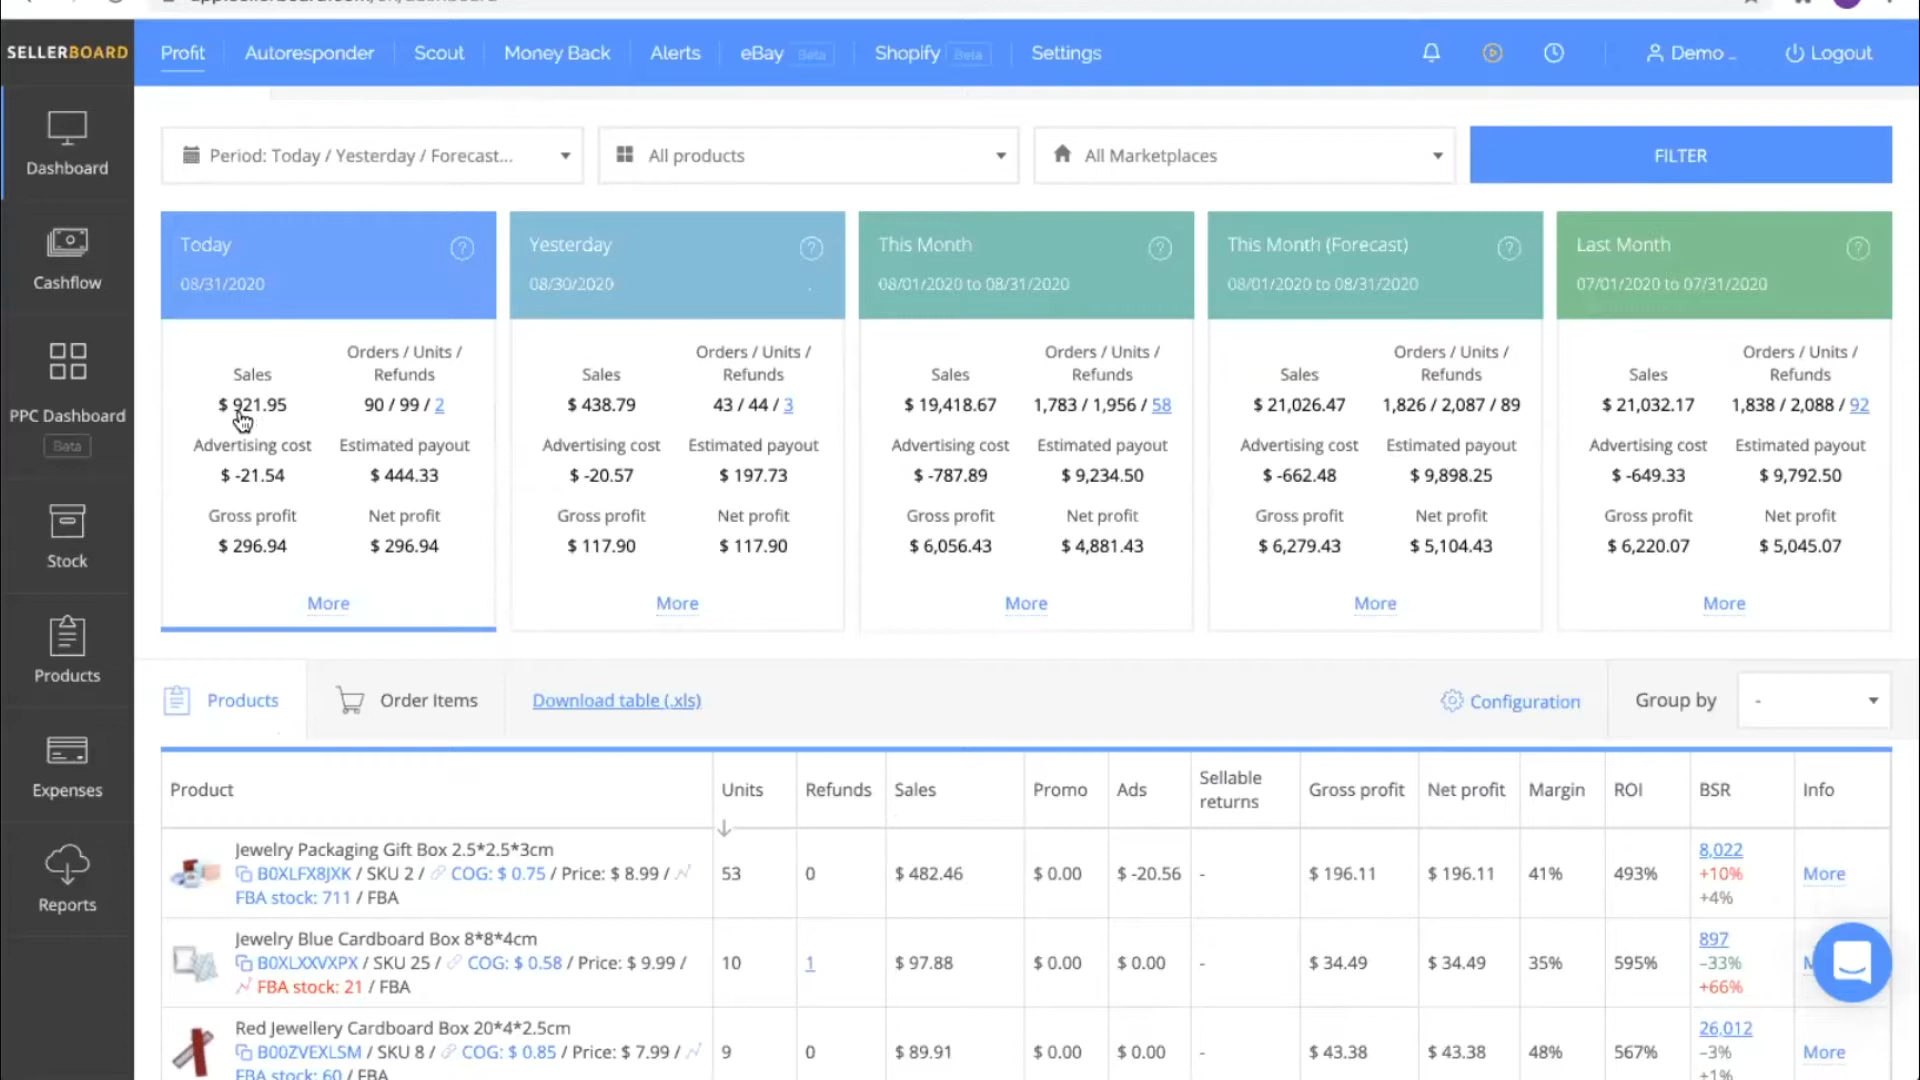 SELLERBOARD
Profit
Autoresponder
Scout
Money Back
Alerts
eBay Beta
Shopify Beta
Settings
Demo
Logout
Dashboard
Cashflow
PPC Dashboard
Beta
Stock
Products
Expenses
Reports
Period: Today / Yesterday / Forecast...
All products
All Marketplaces
FILTER
Today
08/31/2020
Sales
Orders / Units /
Refunds
$ 921.95
90 / 99 / 2
Advertising cost
Estimated payout
$ -21.54
$ 444.33
Gross profit
Net profit
$ 296.94
$ 296.94
More
Yesterday
08/30/2020
Sales
Orders / Units /
Refunds
$ 438.79
43 / 44 / 3
Advertising cost
Estimated payout
$ -20.57
$ 197.73
Gross profit
Net profit
$ 117.90
$ 117.90
More
This Month
08/01/2020 to 08/31/2020
Sales
Orders / Units /
Refunds
$ 19,418.67
1,783 / 1,956 / 58
Advertising cost
Estimated payout
$ -787.89
$ 9,234.50
Gross profit
Net profit
$ 6,056.43
$ 4,881.43
More
This Month (Forecast)
08/01/2020 to 08/31/2020
Sales
Orders / Units /
Refunds
$ 21,026.47
1,826 / 2,087 / 89
Advertising cost
Estimated payout
$ -662.48
$ 9,898.25
Gross profit
Net profit
$ 6,279.43
$ 5,104.43
More
Last Month
07/01/2020 to 07/31/2020
Sales
Orders / Units /
Refunds
$ 21,032.17
1,838 / 2,088 / 92
Advertising cost
Estimated payout
$ -649.33
$ 9,792.50
Gross profit
Net profit
$ 6,220.07
$ 5,045.07
More
Products
Order Items
Download table (.xls)
Configuration
Group by
-
Product
Units
Refunds
Sales
Promo
Ads
Sellable
returns
Gross profit
Net profit
Margin
ROI
BSR
Info
Jewelry Packaging Gift Box 2.5*2.5*3cm
B0XLFX8JXK / SKU 2 / COG: $ 0.75 / Price: $ 8.99 /
FBA stock: 711 / FBA
53
0
$ 482.46
$ 0.00
$ -20.56
-
$ 196.11
$ 196.11
41%
493%
8,022
+10%
+4%
More
Jewelry Blue Cardboard Box 8*8*4cm
B0XLXXVXPX / SKU 25 / COG: $ 0.58 / Price: $ 9.99 /
FBA stock: 21 / FBA
10
1
$ 97.88
$ 0.00
$ 0.00
-
$ 34.49
$ 34.49
35%
595%
897
-33%
+66%
Red Jewellery Cardboard Box 20*4*2.5cm
B00ZVEXLSM / SKU 8 / COG: $ 0.85 / Price: $ 7.99 /
FBA stock: 60 / FBA
9
0
$ 89.91
$ 0.00
$ 0.00
-
$ 43.38
$ 43.38
48%
567%
26,012
-3%
+1%
More